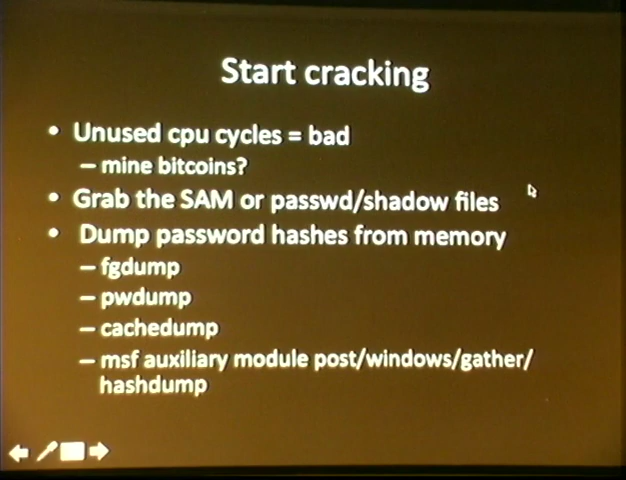 Start cracking
• Unused cpu cycles = bad
– mine bitcoins?
• Grab the SAM or passwd/shadow files
• Dump password hashes from memory
– fgdump
– pwdump
– cachedump
– msf auxiliary module post/windows/gather/
hashdump